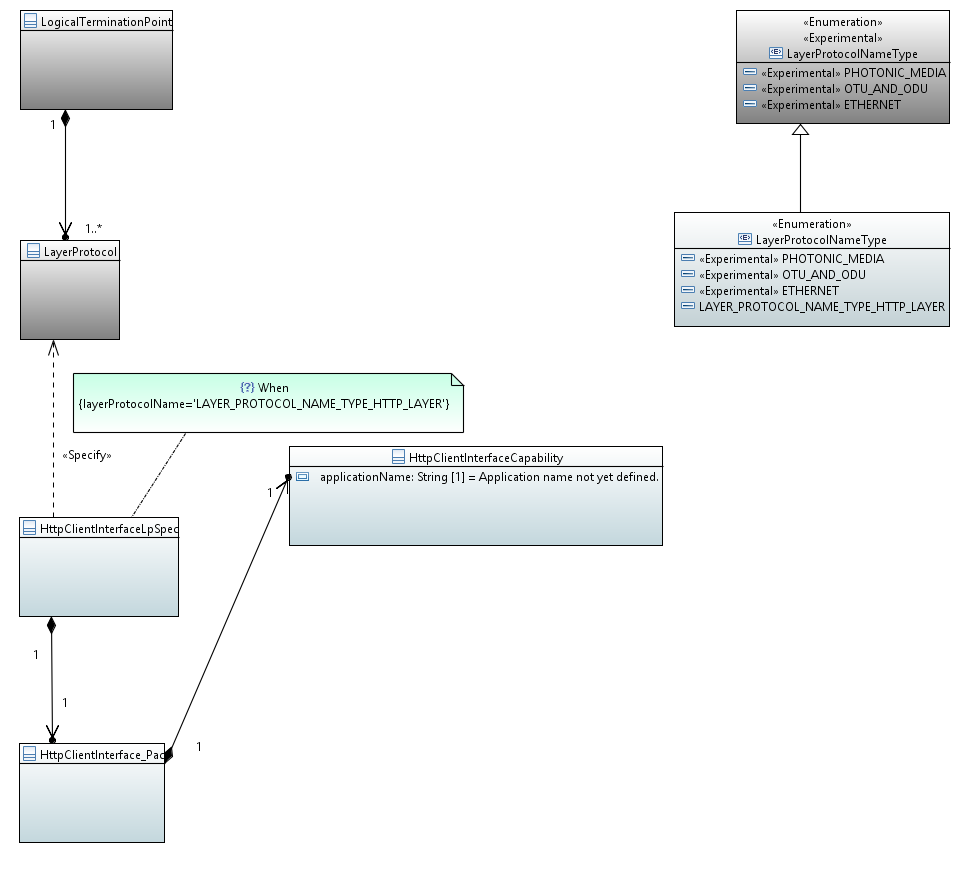 LogicalTerminationPoint
1
1..*
LayerProtocol
«Enumeration»
«Experimental»
LayerProtocolNameType
«Experimental» PHOTONIC_MEDIA
«Experimental» OTU_AND_ODU
«Experimental» ETHERNET
«Enumeration»
LayerProtocolNameType
«Experimental» PHOTONIC_MEDIA
«Experimental» OTU_AND_ODU
«Experimental» ETHERNET
LAYER_PROTOCOL_NAME_TYPE_HTTP_LAYER
{?} When
{layerProtocolName='LAYER_PROTOCOL_NAME_TYPE_HTTP_LAYER'}
«Specify»
HttpClientInterfaceCapability
applicationName: String [1] = Application name not yet defined.
1
HttpClientInterfaceLpSpec
1
1
1
HttpClientInterface_Pac